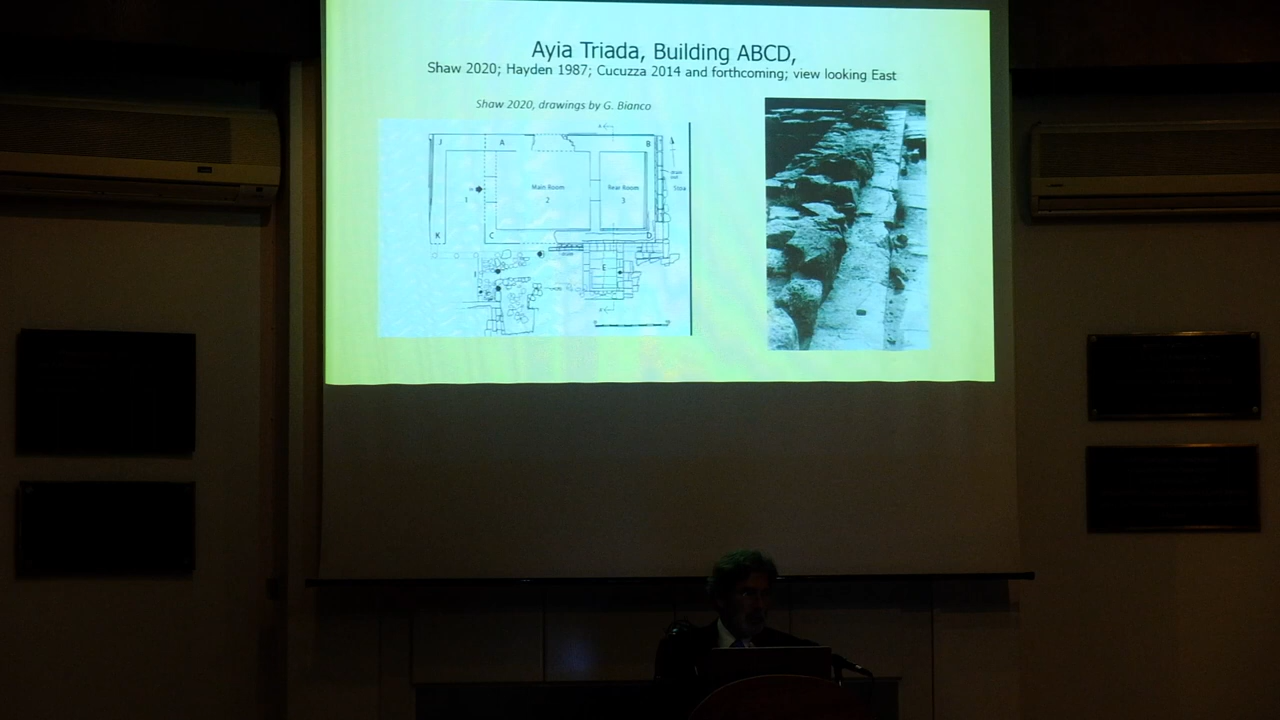 Ayia Triada, Building ABCD,
Shaw 2020; Hayden 1987; Cucuzza 2014 and forthcoming; view looking East
Shaw 2020, drawings by G. Bianco
J A B
Main Room
Rear Room
Stoa
1 2 3
K C D
E